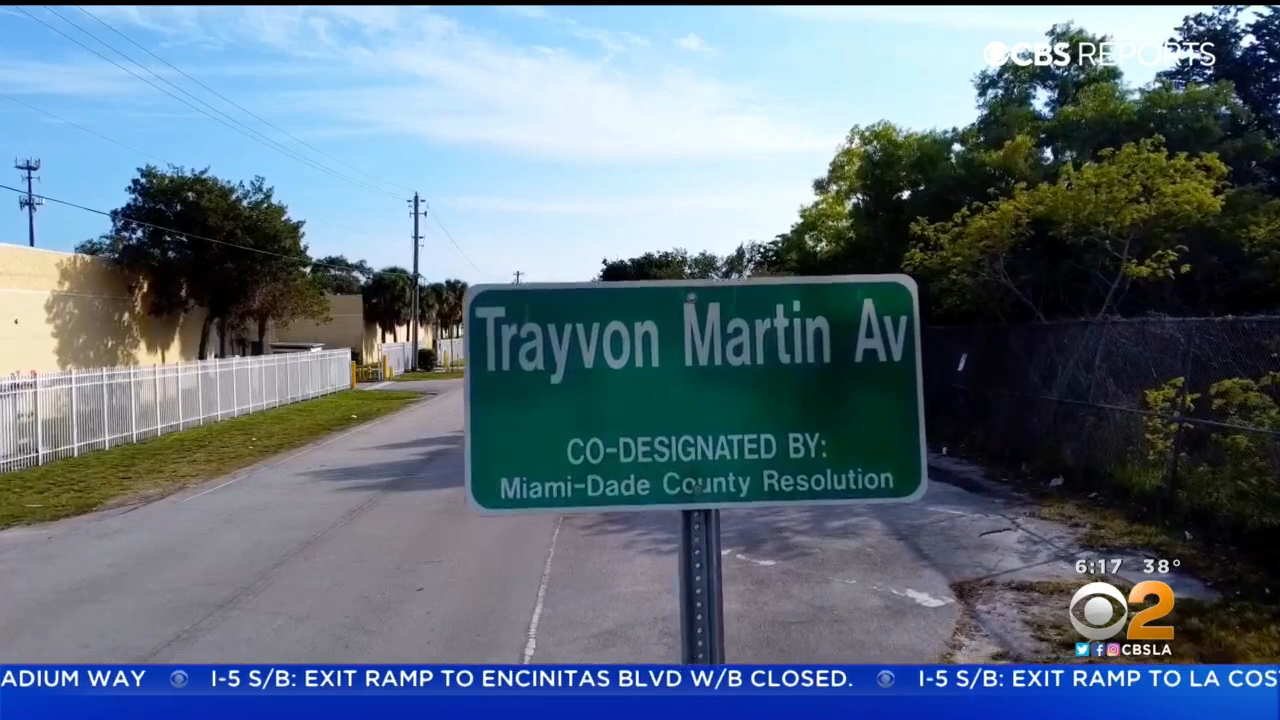 CBS REPORTS
Trayvon Martin Av
CO-DESIGNATED BY:
Miami-Dade County Resolution
6:17 38°
2
CBSLA
ADIUM WAY I-5 S/B: EXIT RAMP TO ENCINITAS BLVD W/B CLOSED. I-5 S/B: EXIT RAMP TO LA COS